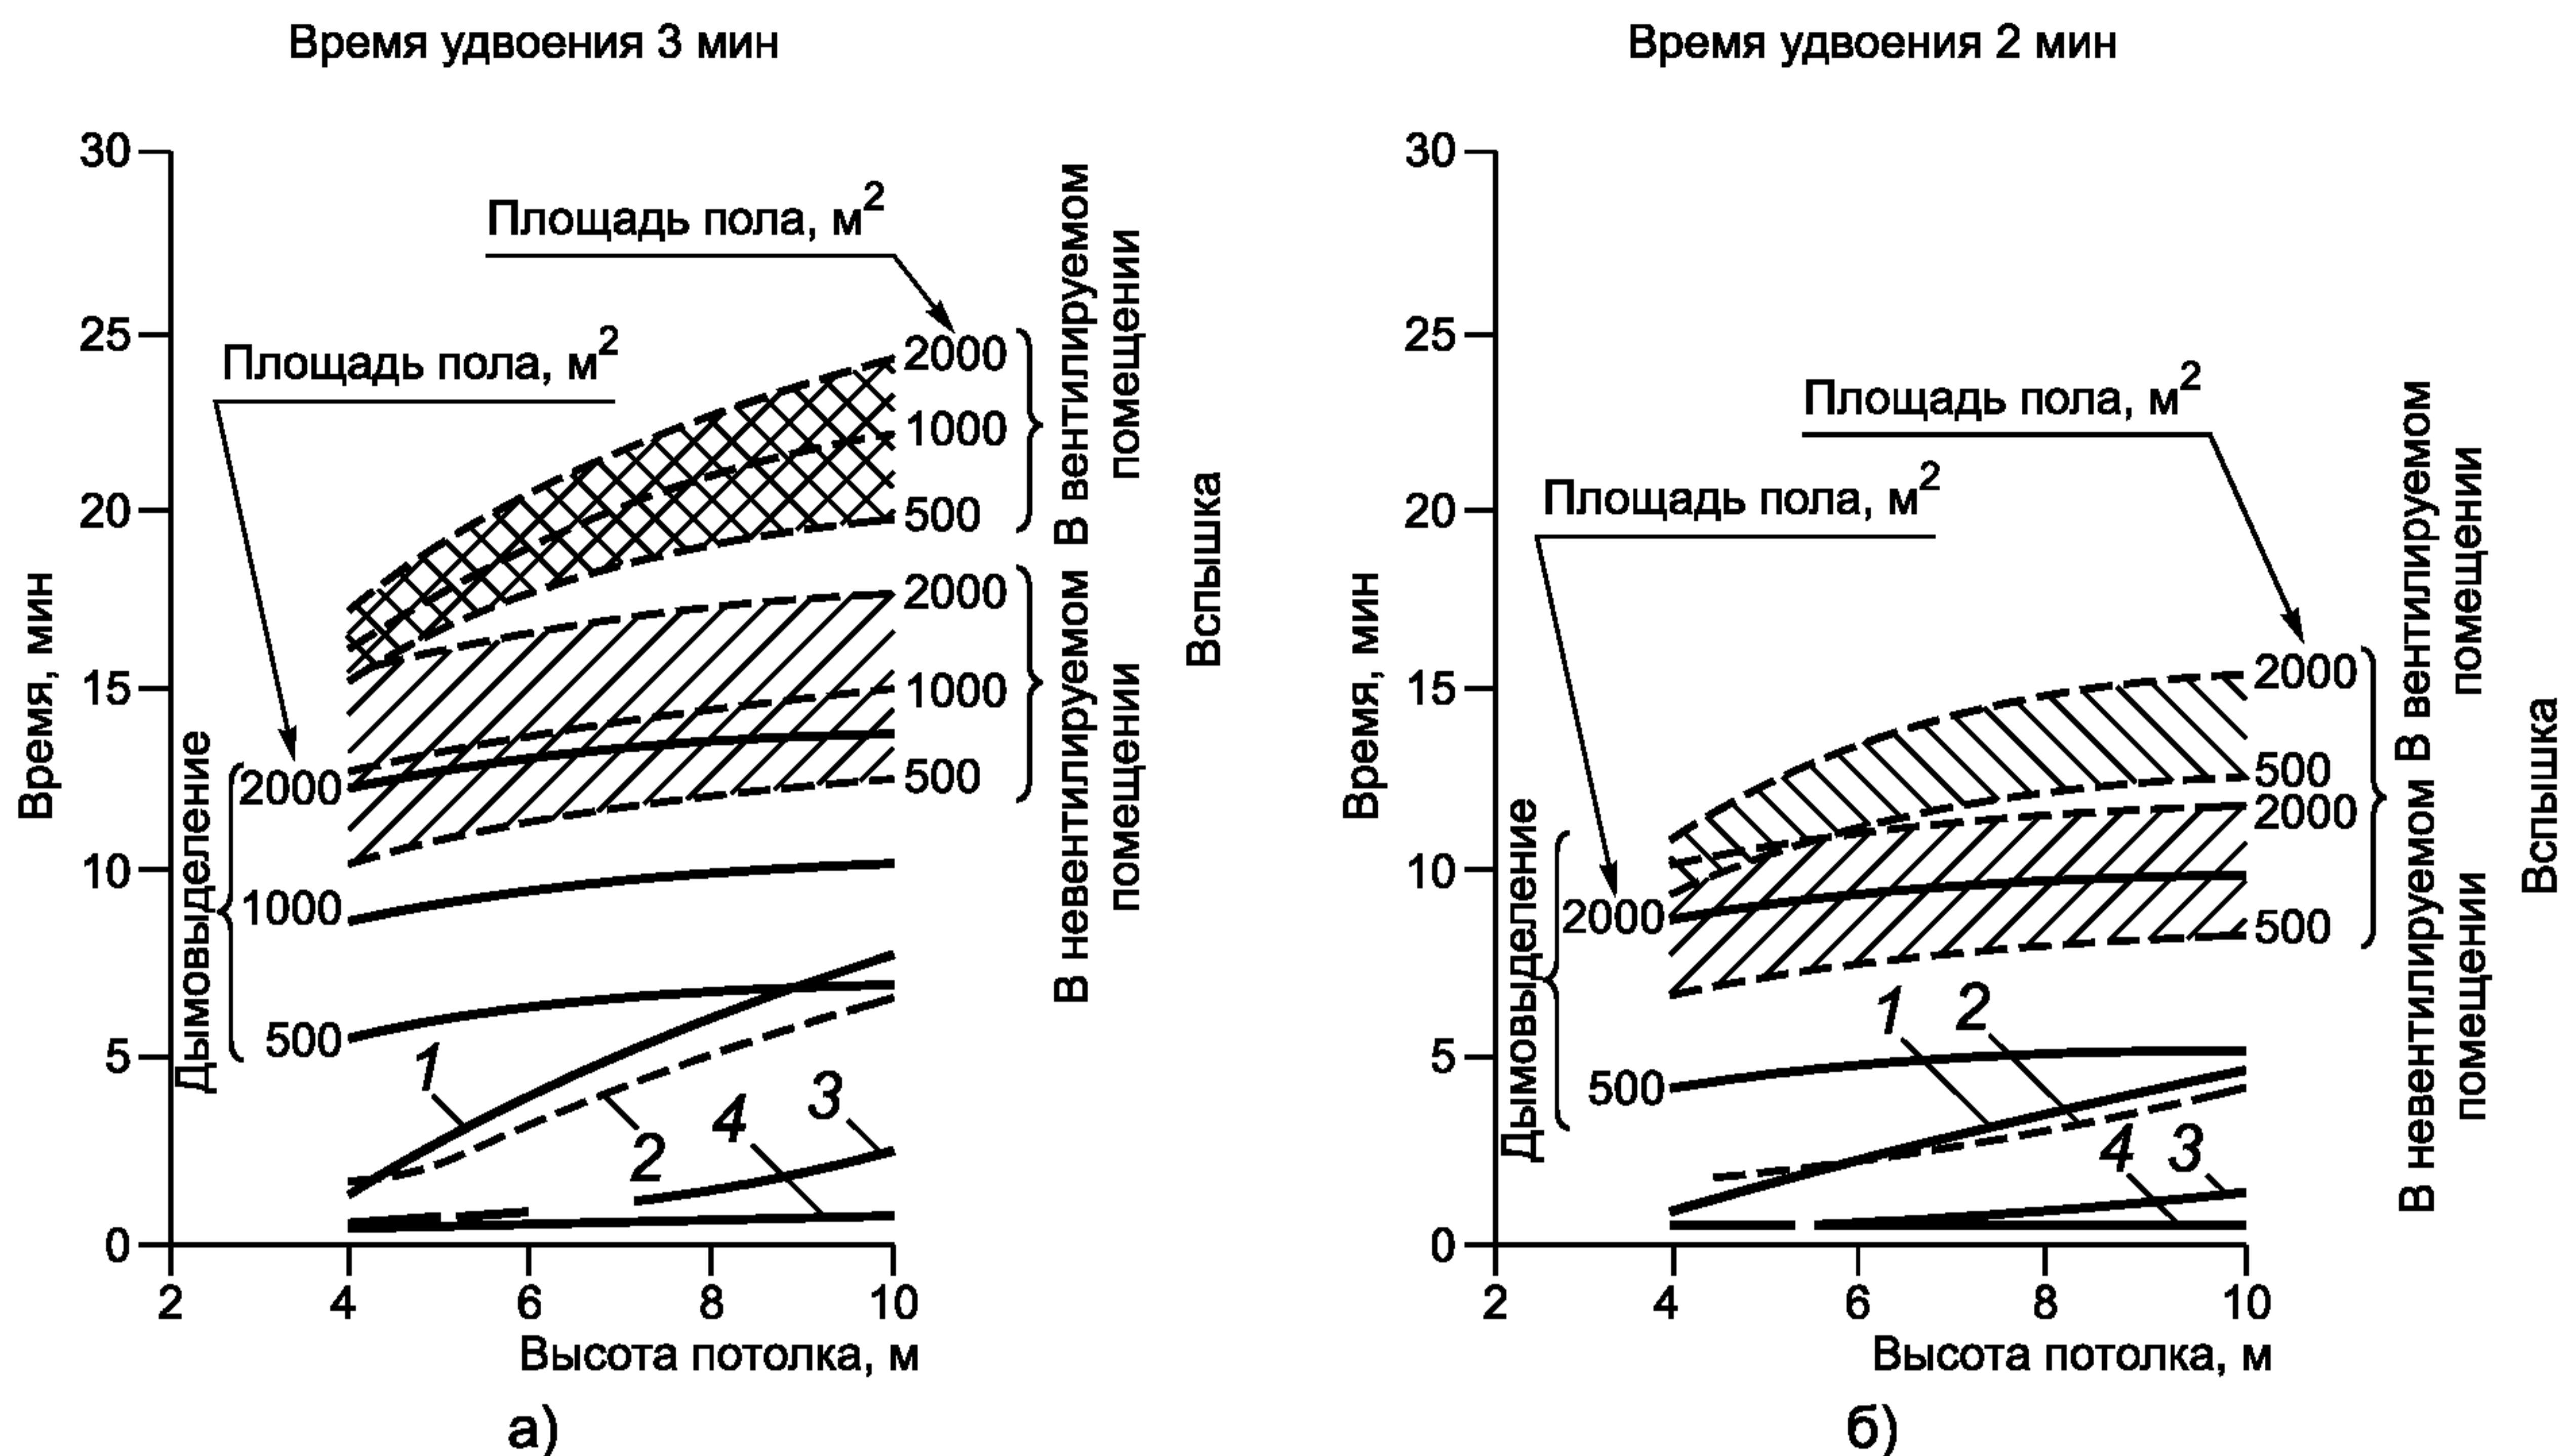 Время удвоения 3 мин
30
25
20
15
10
5
0
2
4
6
8
10
Время, мин
Высота потолка, м
Площадь пола, м²
Площадь пола, м²
2000
1000
500
В вентилируемом
помещении
2000
1000
500
В невентилируемом
помещении
Вспышка
Дымовыделение
2000
1000
500
1
2
4
3
а)
Время удвоения 2 мин
30
25
20
15
10
5
0
2
4
6
8
10
Время, мин
Высота потолка, м
Площадь пола, м²
Площадь пола, м²
2000
500
2000
500
В вентилируемом
помещении
В невентилируемом
помещении
Вспышка
Дымовыделение
2000
500
1
2
4
3
б)